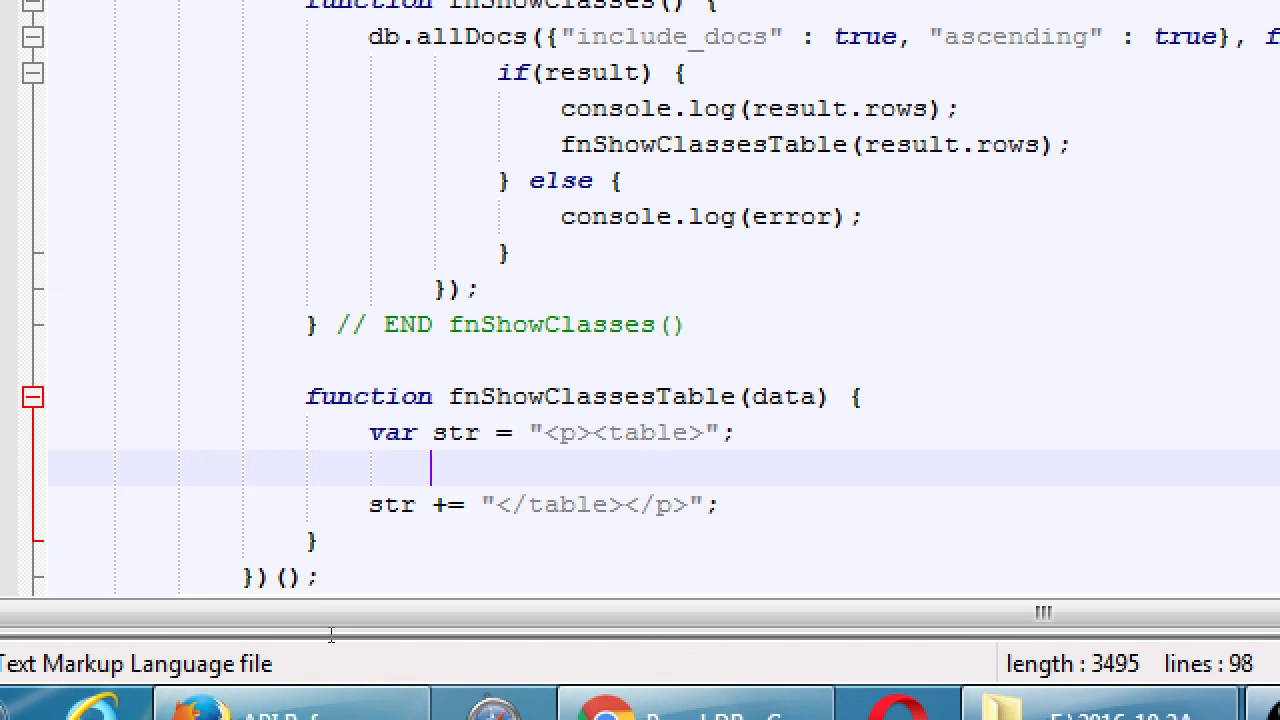 function fnShowClasses() {
db.allDocs({"include_docs" : true, "ascending" : true}, f
if(result) {
console.log(result.rows);
fnShowClassesTable(result.rows);
} else {
console.log(error);
}
});
} // END fnShowClasses()
function fnShowClassesTable(data) {
var str = "<p><table>";
str += "</table></p>";
}
})();
Text Markup Language file length : 3495 lines : 98